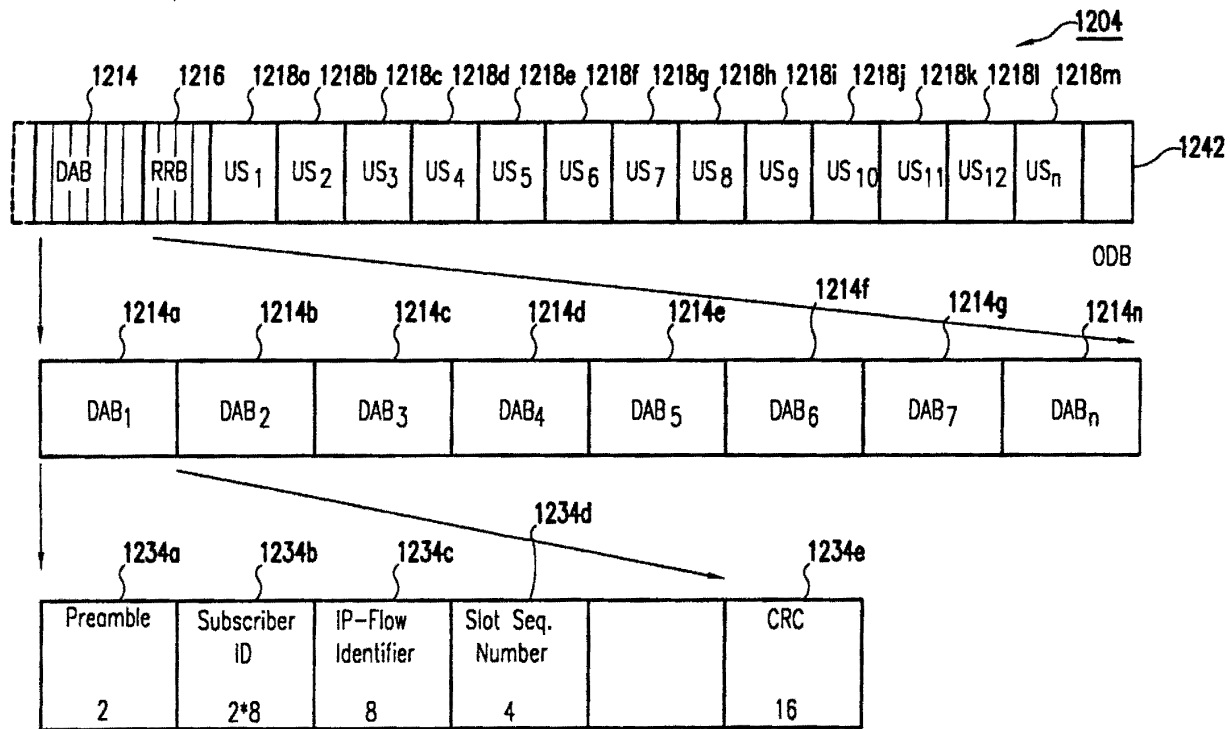 1204
1214 1216 1218a 1218b 1218c 1218d 1218e 1218f 1218g 1218h 1218i 1218j 1218k 1218l 1218m
DAB RRB US1 US2 US3 US4 US5 US6 US7 US8 US9 US10 US11 US12 USn
1242
ODB
1214a 1214b 1214c 1214d 1214e 1214f 1214g 1214n
DAB1 DAB2 DAB3 DAB4 DAB5 DAB6 DAB7 DABn
1234a 1234b 1234c 1234d 1234e
Preamble Subscriber IP-Flow Slot Seq. CRC
ID Identifier Number
2 2*8 8 4 16